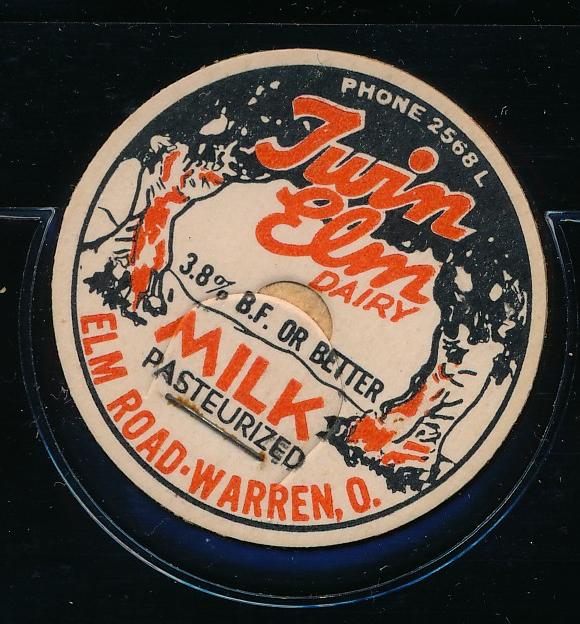 PHONE 2568 L
Twin
Elm
DAIRY
3.8% B.F. OR BETTER
MILK
PASTEURIZED
ELM ROAD-WARREN, O.